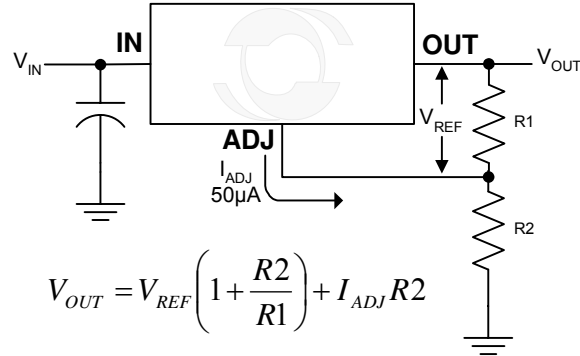 IN
OUT
V_IN
V_OUT
V_REF
R1
ADJ
I_ADJ
50µA
R2
V_OUT = V_REF(1 + R2/R1) + I_ADJ R2